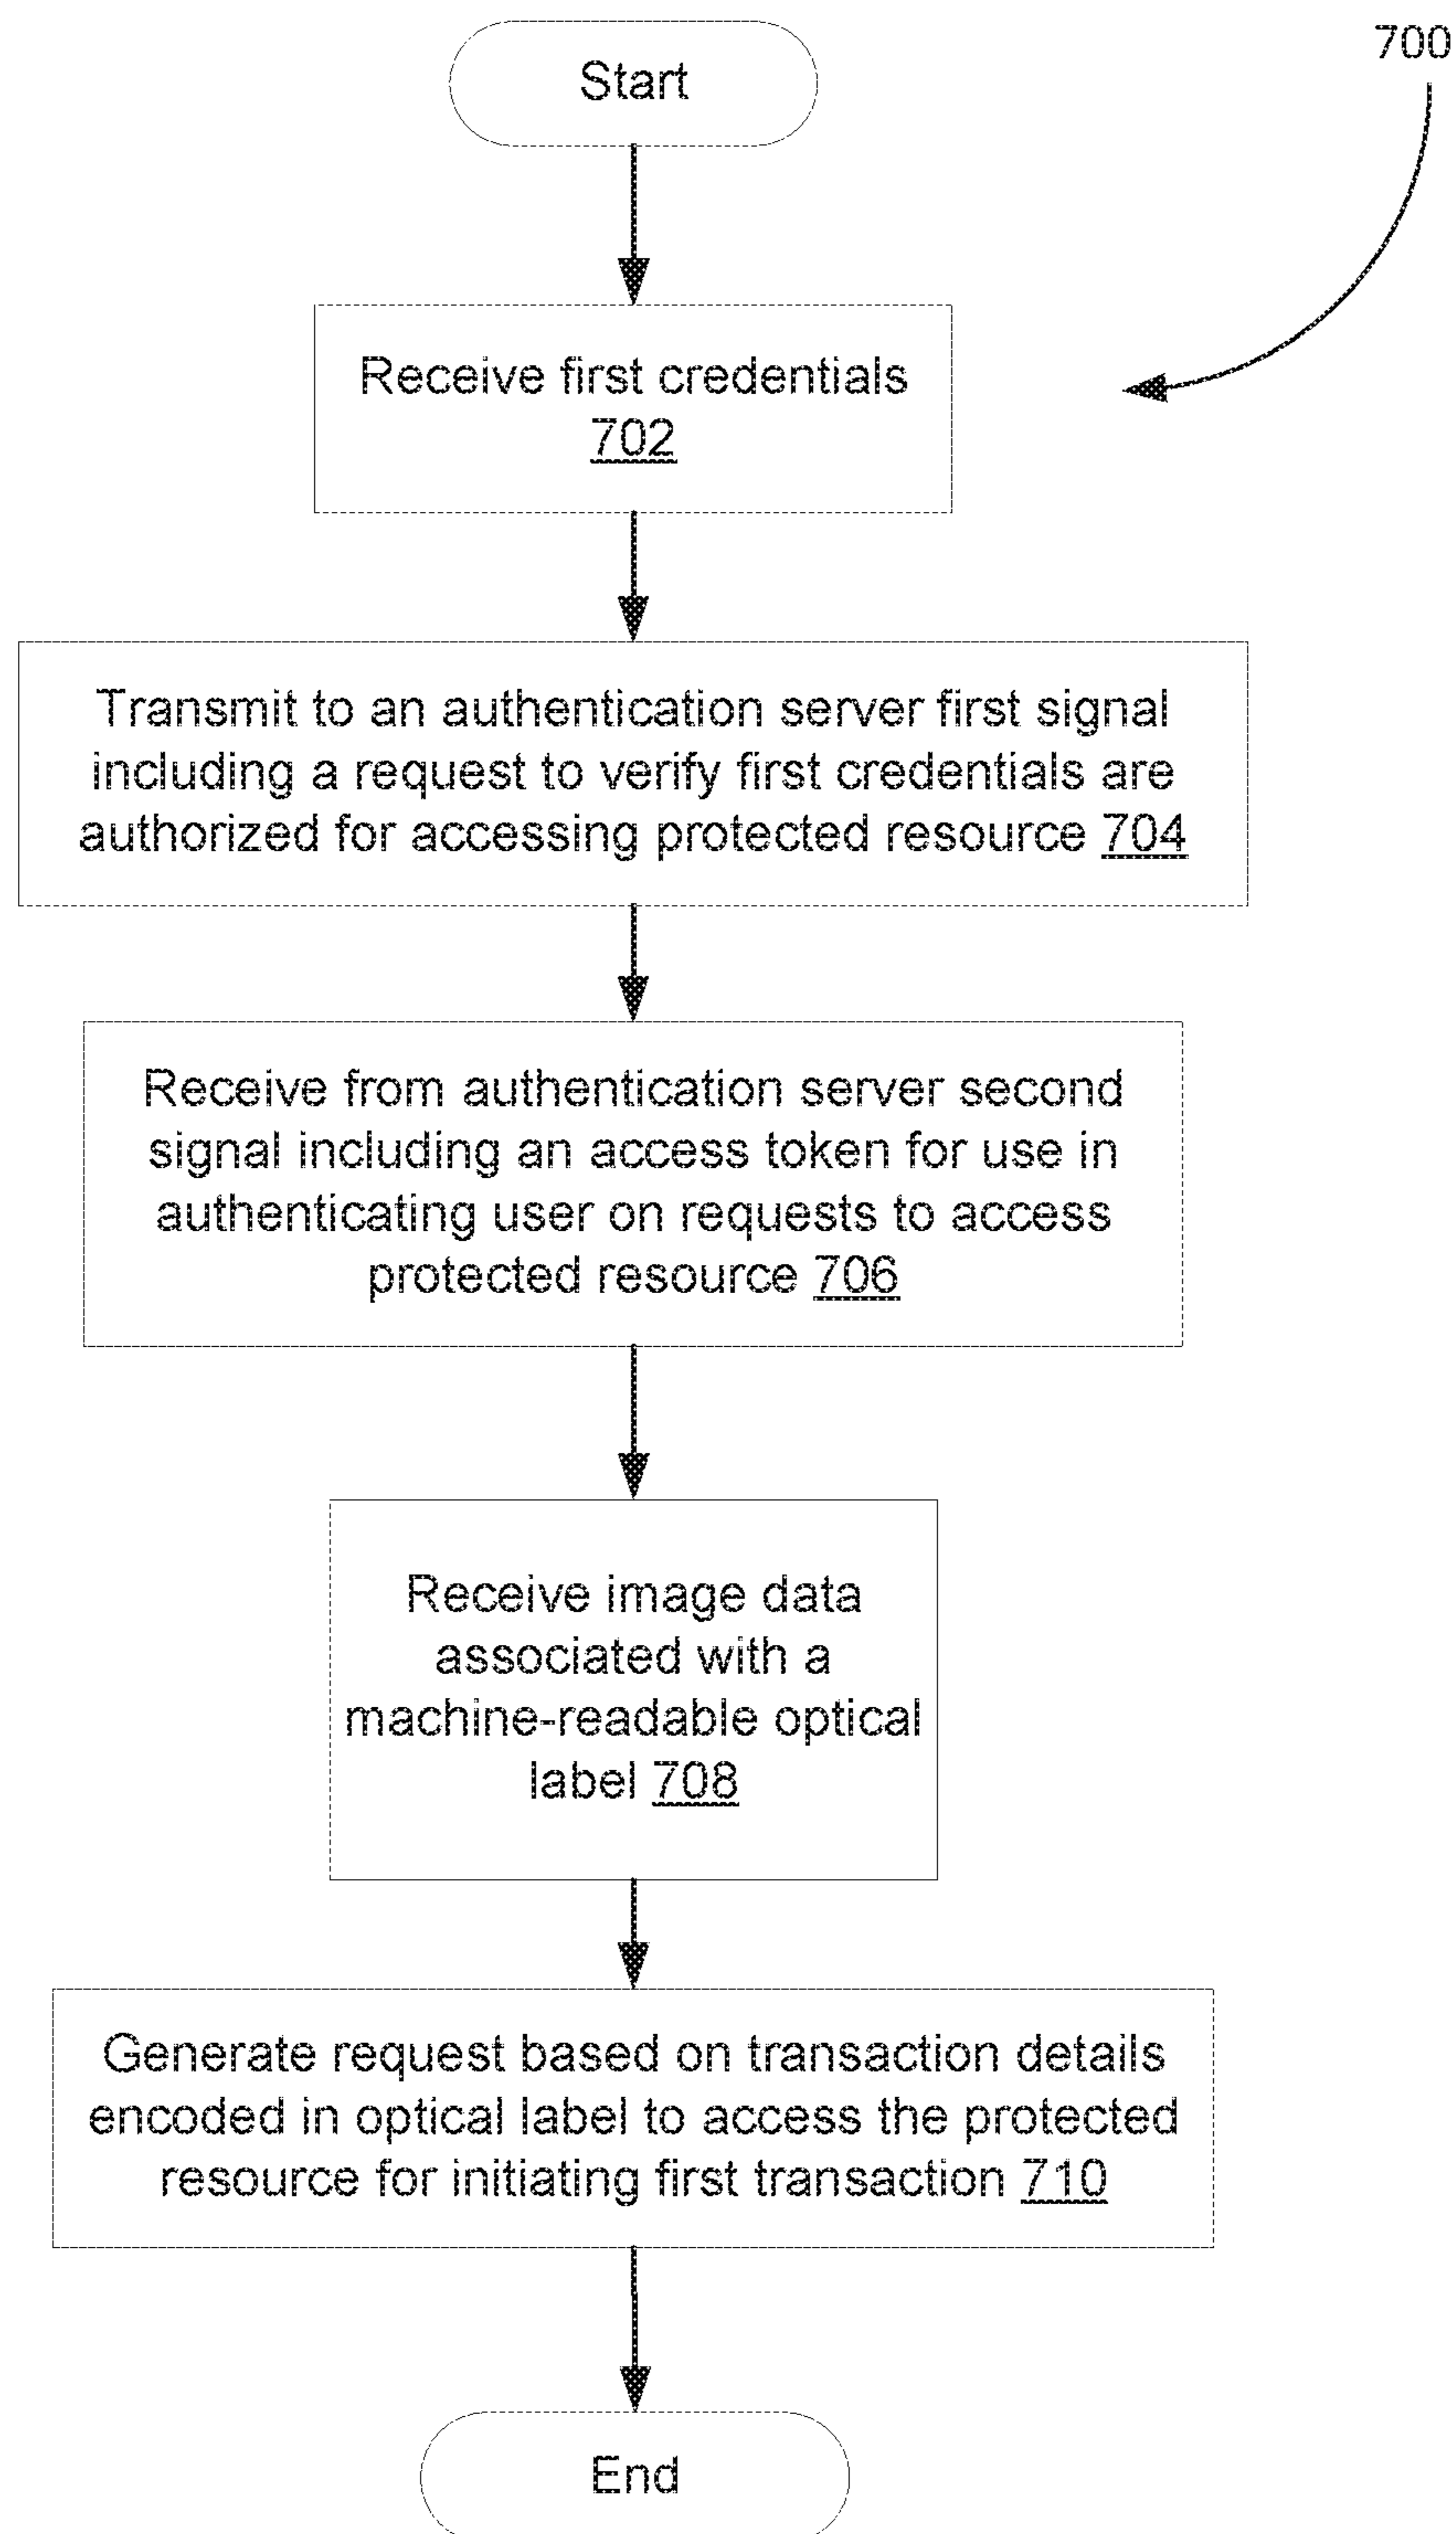 Start
700
Receive first credentials
702
Transmit to an authentication server first signal
including a request to verify first credentials are
authorized for accessing protected resource 704
Receive from authentication server second
signal including an access token for use in
authenticating user on requests to access
protected resource 706
Receive image data
associated with a
machine-readable optical
label 708
Generate request based on transaction details
encoded in optical label to access the protected
resource for initiating first transaction 710
End